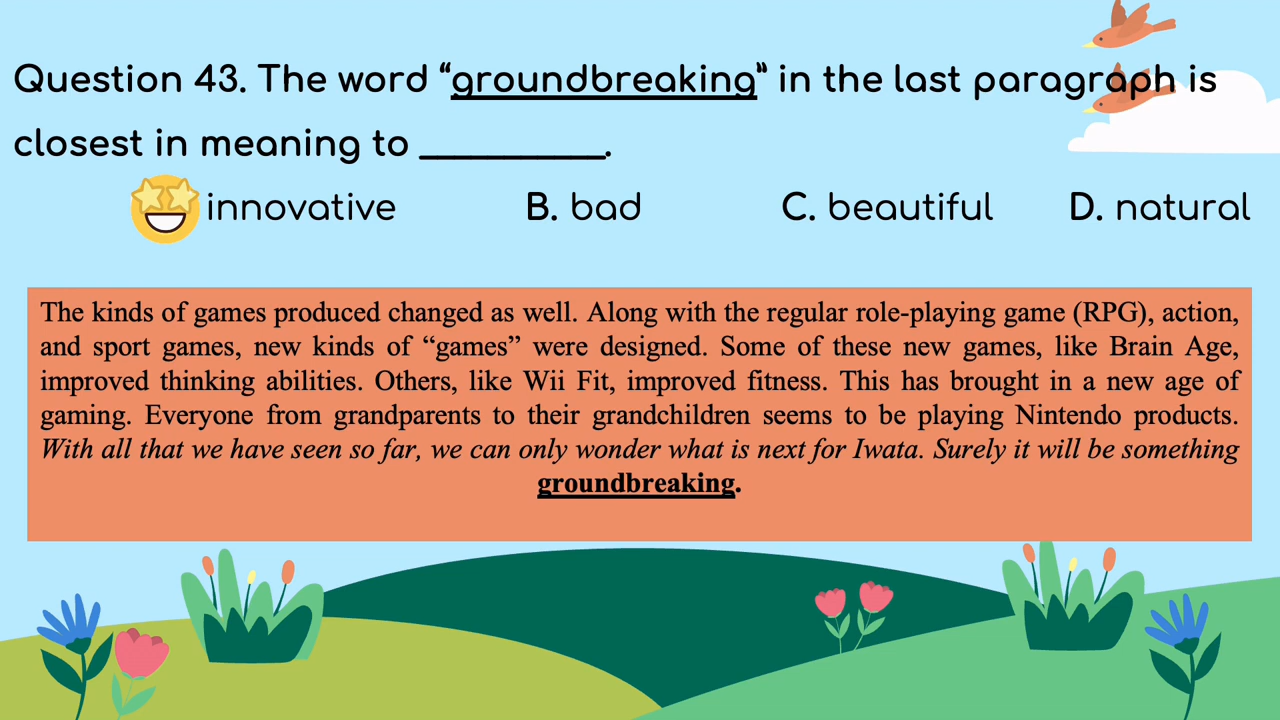 Question 43. The word “groundbreaking” in the last paragraph is
closest in meaning to __________.
innovative B. bad C. beautiful D. natural
The kinds of games produced changed as well. Along with the regular role-playing game (RPG), action,
and sport games, new kinds of “games” were designed. Some of these new games, like Brain Age,
improved thinking abilities. Others, like Wii Fit, improved fitness. This has brought in a new age of
gaming. Everyone from grandparents to their grandchildren seems to be playing Nintendo products.
With all that we have seen so far, we can only wonder what is next for Iwata. Surely it will be something
groundbreaking.